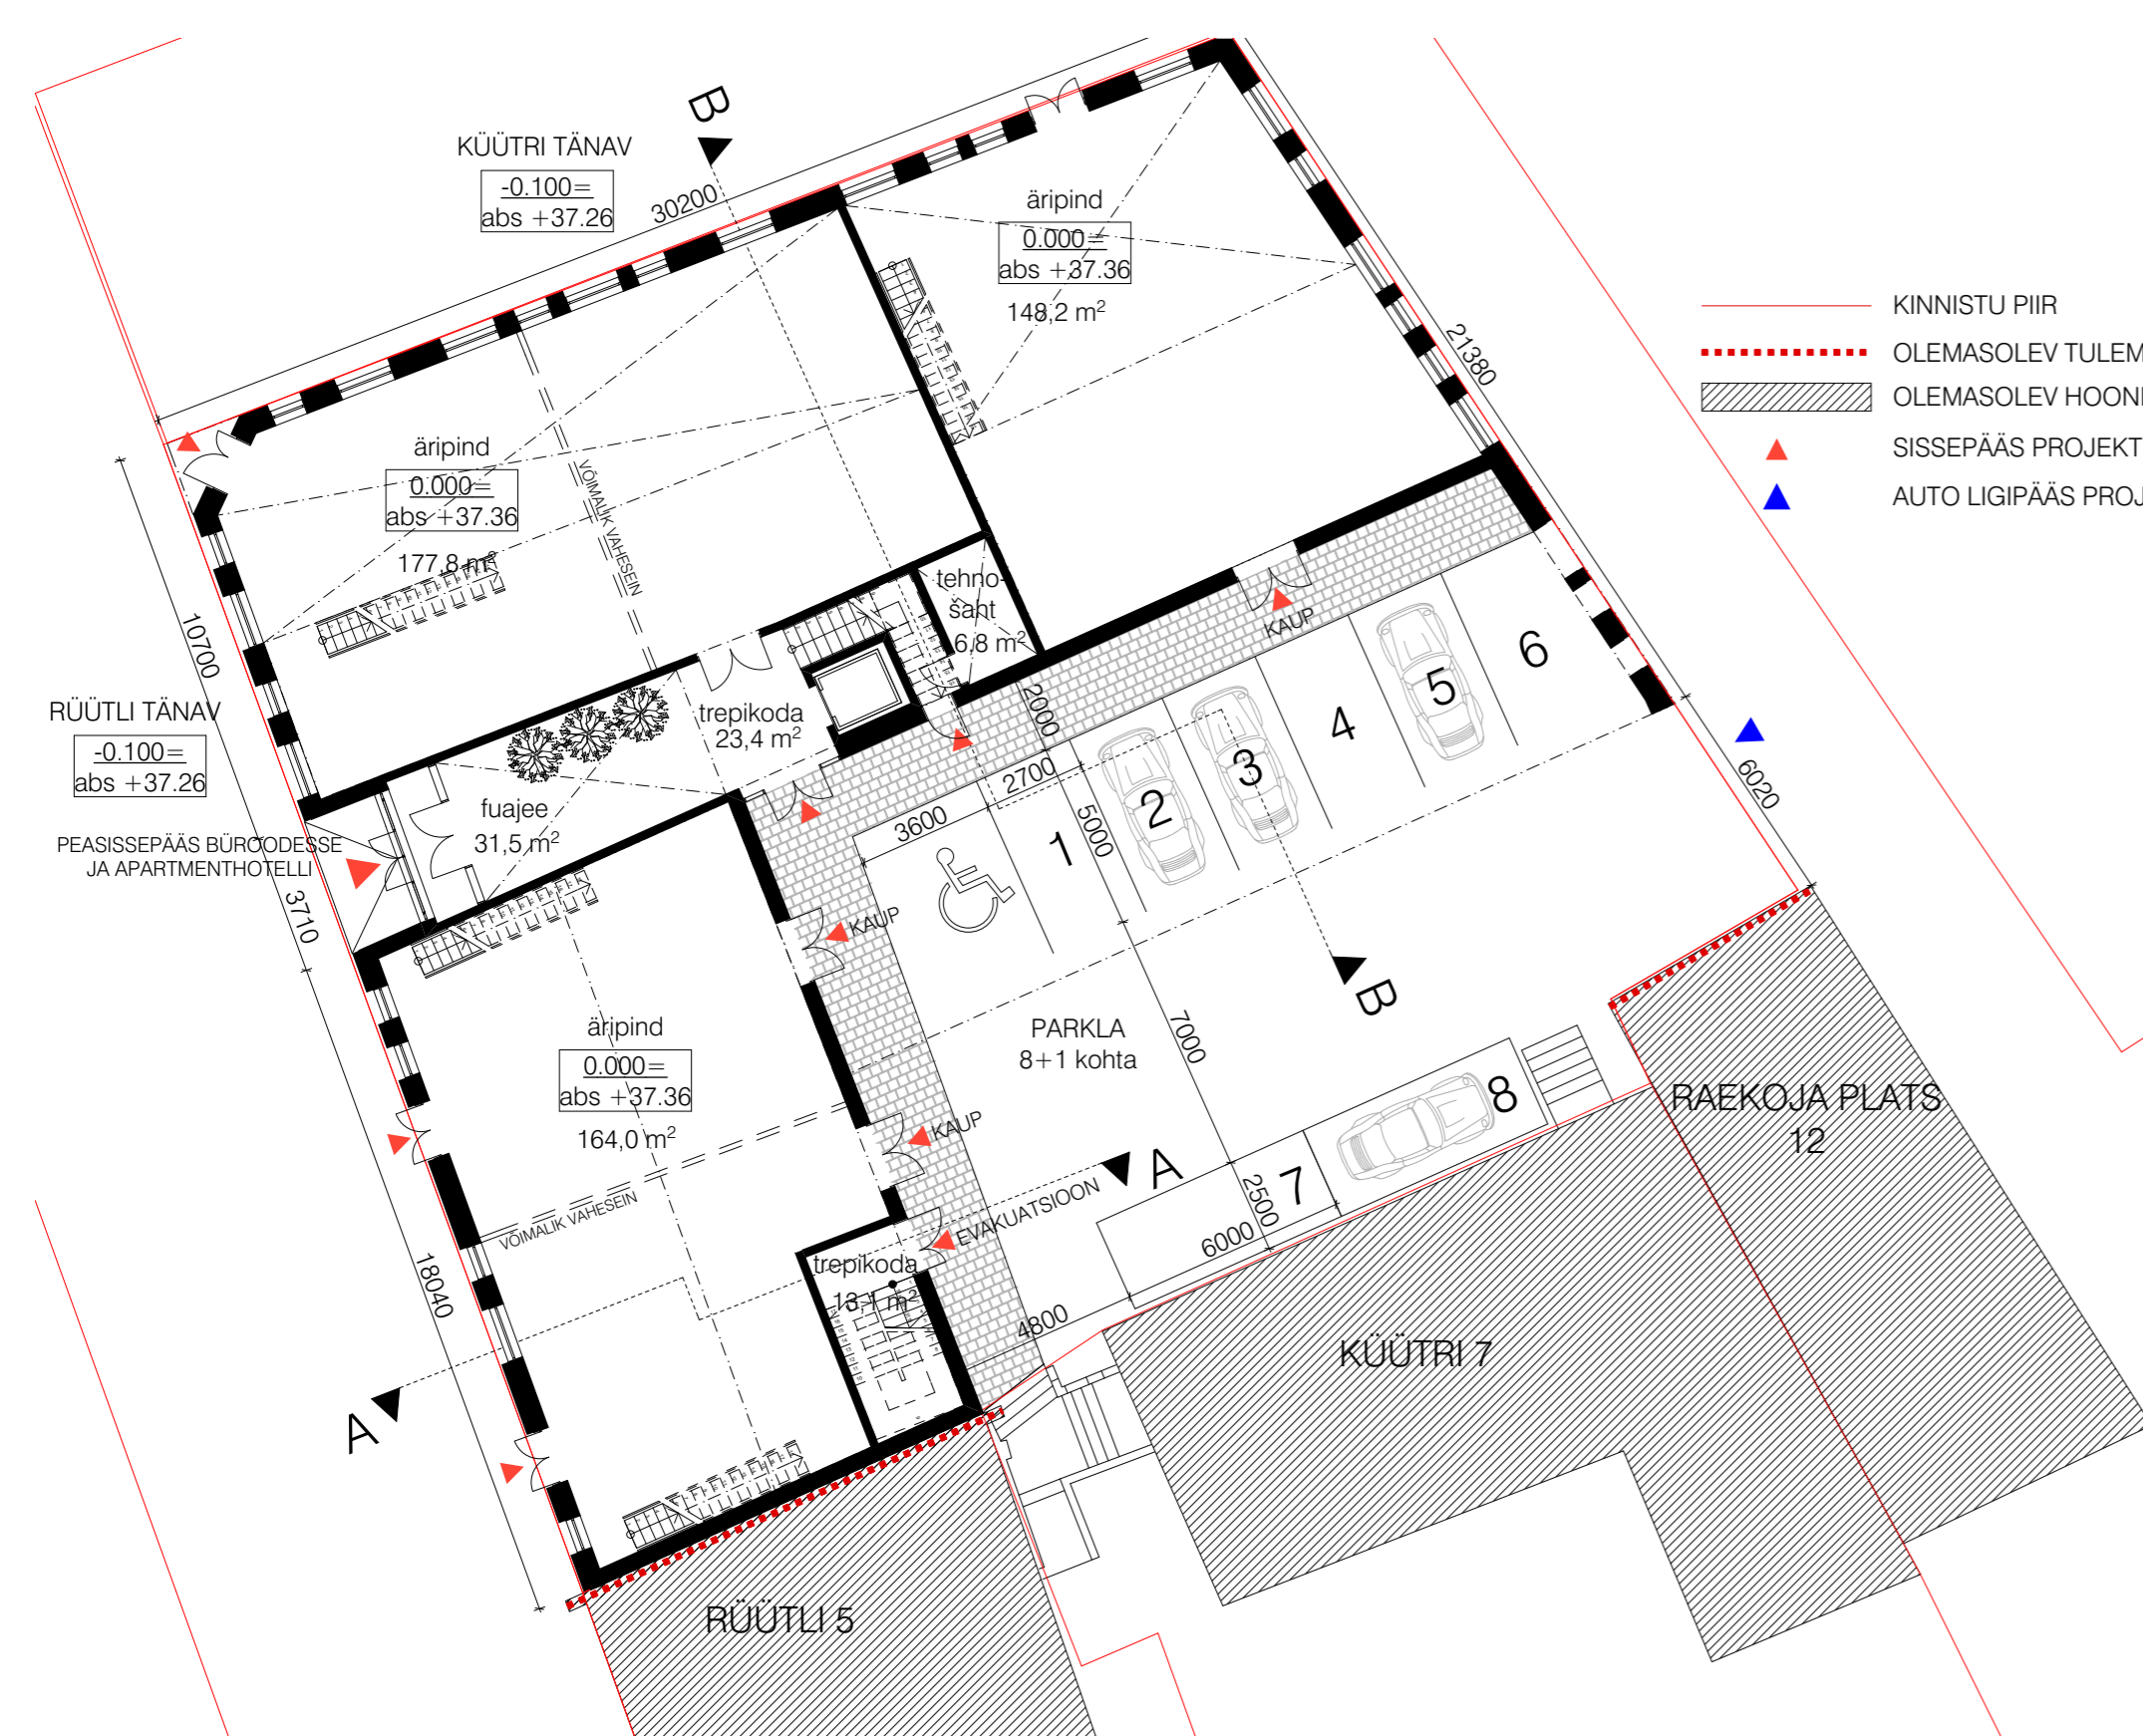 KÜÜTRI TÄNAV
-0.100=
abs +37.26
B
30200
äripind
0.000=
abs +37.36
148,2 m²
21380
KINNISTU PIIR
OLEMASOLEV
OLEMASOLEV
SISSEPÄÄS
AUTO LIGIPÄÄS
äripind
0.000=
abs +37.36
177,8 m²
VÕIMALIK VAHESEIN
10700
tehno-
šaht
6,8 m²
KAUP
RÜÜTLI TÄNAV
-0.100=
abs +37.26
trepikoda
23,4 m²
2000
2700
3600
5000
1
2
3
4
5
6
6020
fuajee
31,5 m²
PEASISSEPÄÄS BÜROODESSE
JA APARTMENTHOTELLI
3710
KAUP
B
äripind
0.000=
abs +37.36
164,0 m²
PARKLA
8+1 kohta
7000
KAUP
8
7
RAEKOJA PLATS
12
A
EVAKUATSIOON
2500
6000
VÕIMALIK VAHESEIN
trepikoda
13,1 m²
18040
4800
KÜÜTRI 7
A
RÜÜTLI 5